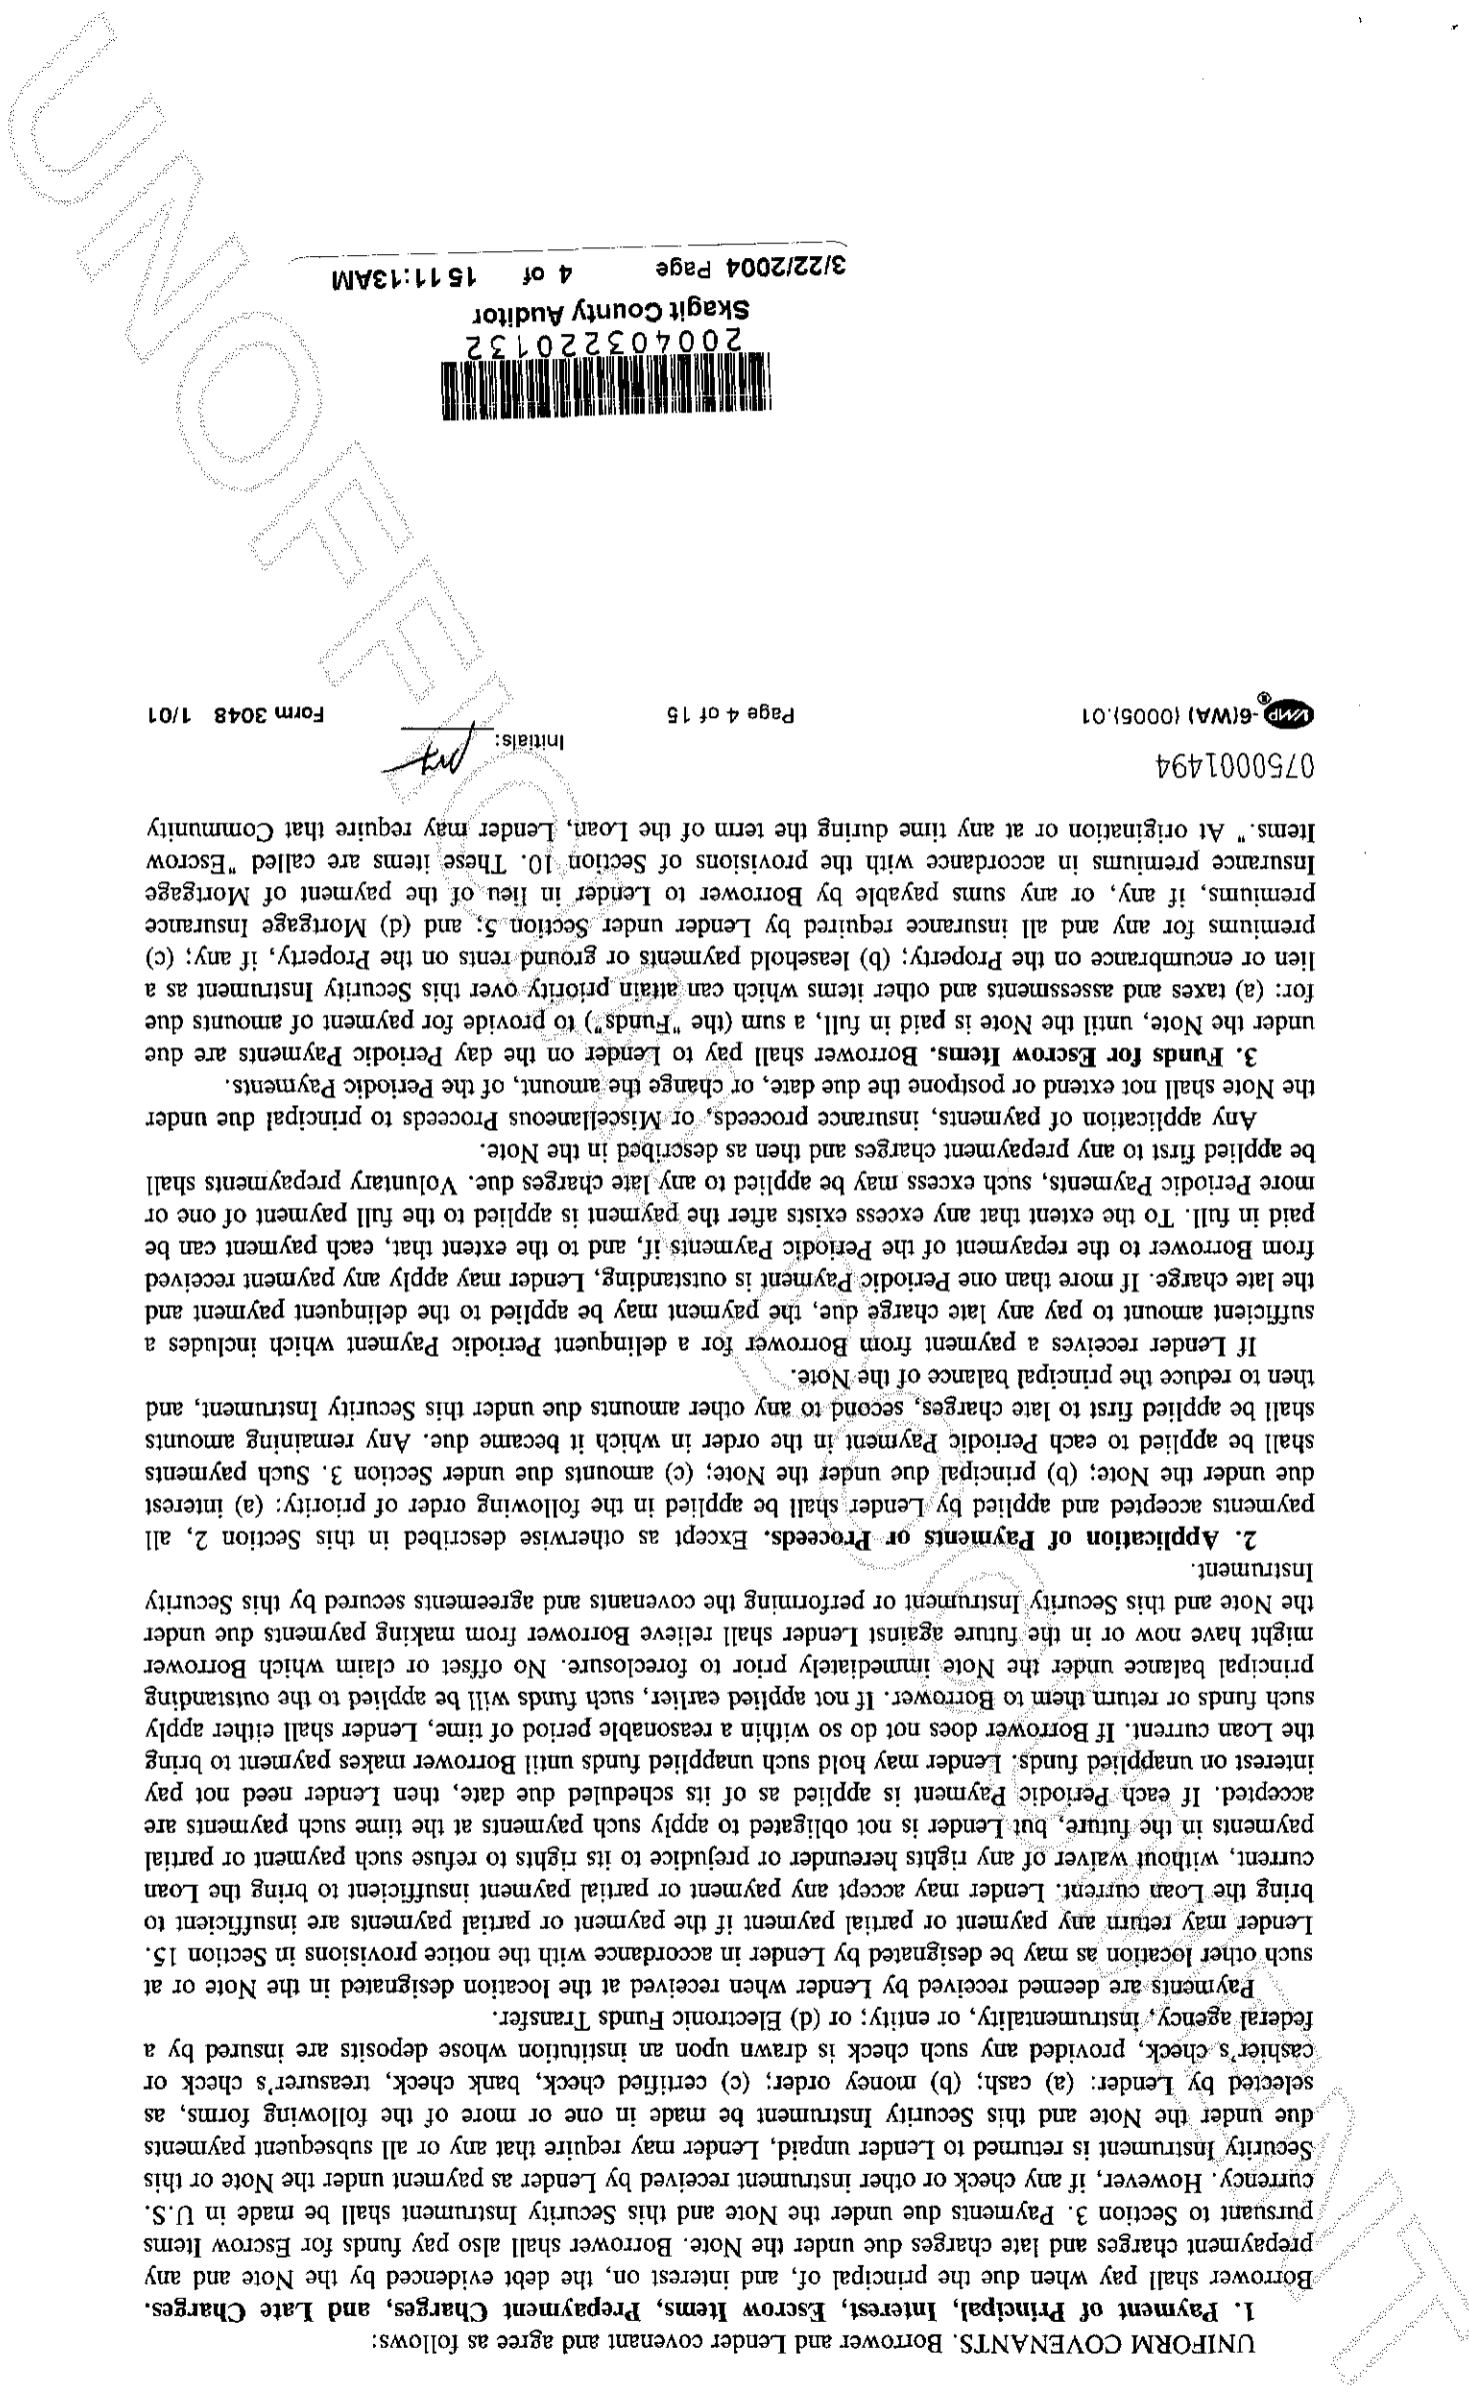 UNIFORM COVENANTS. Borrower and Lender covenant and agree as follows:
1. Payment of Principal, Interest, Escrow Items, Prepayment Charges, and Late Charges.
Borrower shall pay when due the principal of, and interest on, the debt evidenced by the Note and any
prepayment charges and late charges due under the Note. Borrower shall also pay funds for Escrow Items
pursuant to Section 3. Payments due under the Note and this Security Instrument shall be made in U.S.
currency. However, if any check or other instrument received by Lender as payment under the Note or this
Security Instrument is returned to Lender unpaid, Lender may require that any or all subsequent payments
due under the Note and this Security Instrument be made in one or more of the following forms, as
selected by Lender: (a) cash; (b) money order; (c) certified check, bank check, treasurer's check or
cashier's check, provided any such check is drawn upon an institution whose deposits are insured by a
federal agency, instrumentality, or entity; or (d) Electronic Funds Transfer.
Payments are deemed received by Lender when received at the location designated in the Note or at
such other location as may be designated by Lender in accordance with the notice provisions in Section 15.
Lender may return any payment or partial payment if the payment or partial payments are insufficient to
bring the Loan current. Lender may accept any payment or partial payment insufficient to bring the Loan
current, without waiver of any rights hereunder or prejudice to its rights to refuse such payment or partial
payments in the future, but Lender is not obligated to apply such payments at the time such payments are
accepted. If each Periodic Payment is applied as of its scheduled due date, then Lender need not pay
interest on unapplied funds. Lender may hold such unapplied funds until Borrower makes payment to bring
the Loan current. If Borrower does not do so within a reasonable period of time, Lender shall either apply
such funds or return them to Borrower. If not applied earlier, such funds will be applied to the outstanding
principal balance under the Note immediately prior to foreclosure. No offset or claim which Borrower
might have now or in the future against Lender shall relieve Borrower from making payments due under
the Note and this Security Instrument or performing the covenants and agreements secured by this Security
Instrument.
2. Application of Payments or Proceeds. Except as otherwise described in this Section 2, all
payments accepted and applied by Lender shall be applied in the following order of priority: (a) interest
due under the Note; (b) principal due under the Note; (c) amounts due under Section 3. Such payments
shall be applied to each Periodic Payment in the order in which it became due. Any remaining amounts
shall be applied first to late charges, second to any other amounts due under this Security Instrument, and
then to reduce the principal balance of the Note.
If Lender receives a payment from Borrower for a delinquent Periodic Payment which includes a
sufficient amount to pay any late charge due, the payment may be applied to the delinquent payment and
the late charge. If more than one Periodic Payment is outstanding, Lender may apply any payment received
from Borrower to the repayment of the Periodic Payments if, and to the extent that, each payment can be
paid in full. To the extent that any excess exists after the payment is applied to the full payment of one or
more Periodic Payments, such excess may be applied to any late charges due. Voluntary prepayments shall
be applied first to any prepayment charges and then as described in the Note.
Any application of payments, insurance proceeds, or Miscellaneous Proceeds to principal due under
the Note shall not extend or postpone the due date, or change the amount, of the Periodic Payments.
3. Funds for Escrow Items. Borrower shall pay to Lender on the day Periodic Payments are due
under the Note, until the Note is paid in full, a sum (the "Funds") to provide for payment of amounts due
for: (a) taxes and assessments and other items which can attain priority over this Security Instrument as a
lien or encumbrance on the Property; (b) leasehold payments or ground rents on the Property, if any; (c)
premiums for any and all insurance required by Lender under Section 5; and (d) Mortgage Insurance
premiums, if any, or any sums payable by Borrower to Lender in lieu of the payment of Mortgage
Insurance premiums in accordance with the provisions of Section 10. These items are called "Escrow
Items." At origination or at any time during the term of the Loan, Lender may require that Community
0750001494
Initials:
VMP®-6(WA) (0005).01 Page 4 of 15 Form 3048 1/01
200403220132
Skagit County Auditor
3/22/2004 Page 4 of 15 11:13AM
UNOFFICIAL DOCUMENT